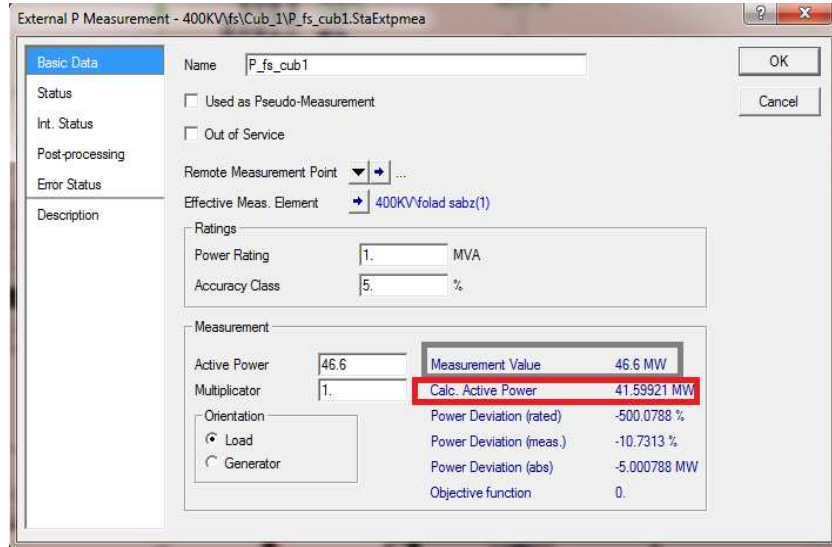 External P Measurement - 400KV\fs\Cub_1\P_fs_cub1.StaExtpmea
Basic Data
Status
Int. Status
Post-processing
Error Status
Description
Name P_fs_cub1
Used as Pseudo-Measurement
Out of Service
Remote Measurement Point ...
Effective Meas. Element 400KV\folad sabz(1)
Ratings
Power Rating 1. MVA
Accuracy Class 5. %
Measurement
Active Power 46.6
Multiplicator 1.
Orientation
Load
Generator
Measurement Value 46.6 MW
Calc. Active Power 41.59921 MW
Power Deviation (rated) -500.0788 %
Power Deviation (meas.) -10.7313 %
Power Deviation (abs) -5.000788 MW
Objective function 0.
OK
Cancel